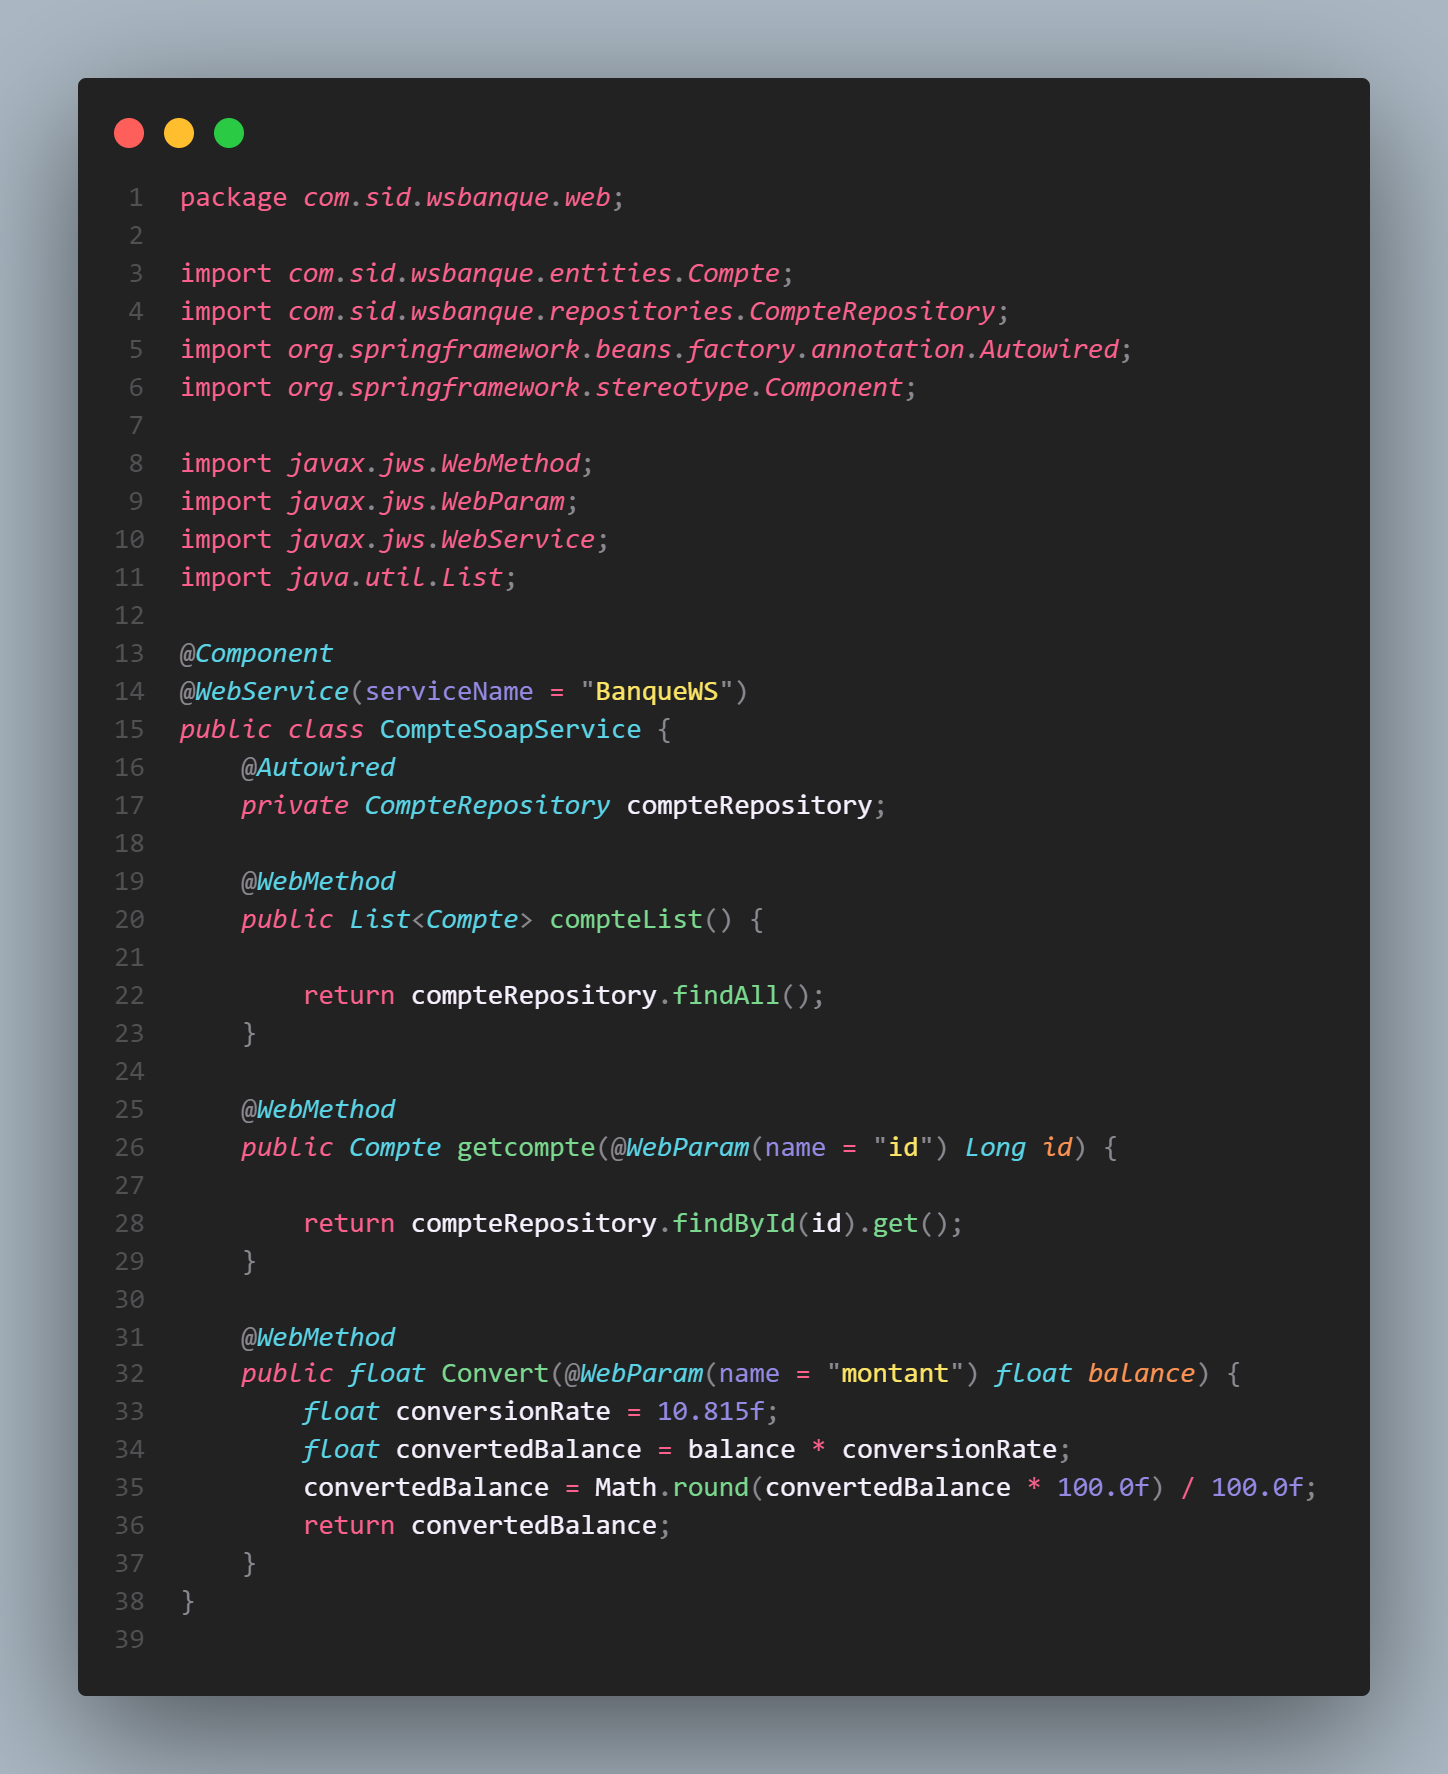 1 package com.sid.wsbanque.web;
2
3 import com.sid.wsbanque.entities.Compte;
4 import com.sid.wsbanque.repositories.CompteRepository;
5 import org.springframework.beans.factory.annotation.Autowired;
6 import org.springframework.stereotype.Component;
7
8 import javax.jws.WebMethod;
9 import javax.jws.WebParam;
10 import javax.jws.WebService;
11 import java.util.List;
12
13 @Component
14 @WebService(serviceName = "BanqueWS")
15 public class CompteSoapService {
16     @Autowired
17     private CompteRepository compteRepository;
18
19     @WebMethod
20     public List<Compte> compteList() {
21
22         return compteRepository.findAll();
23     }
24
25     @WebMethod
26     public Compte getcompte(@WebParam(name = "id") Long id) {
27
28         return compteRepository.findById(id).get();
29     }
30
31     @WebMethod
32     public float Convert(@WebParam(name = "montant") float balance) {
33         float conversionRate = 10.815f;
34         float convertedBalance = balance * conversionRate;
35         convertedBalance = Math.round(convertedBalance * 100.0f) / 100.0f;
36         return convertedBalance;
37     }
38 }
39